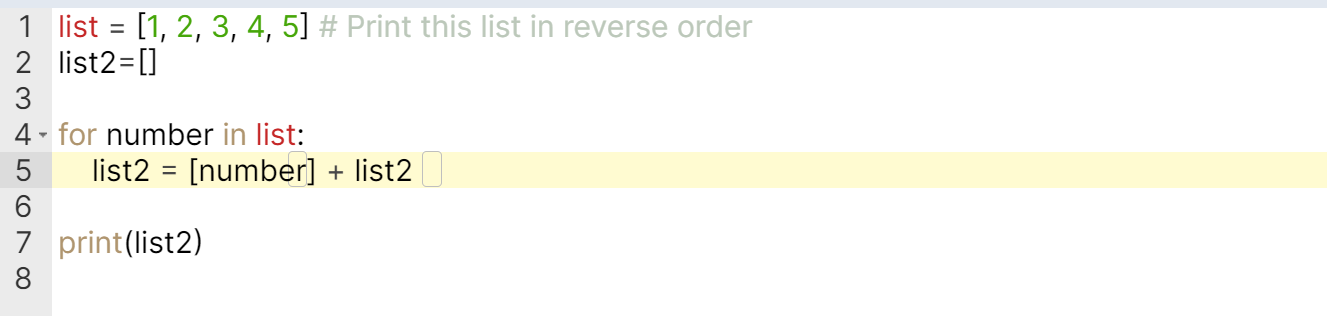 1 list = [1, 2, 3, 4, 5] # Print this list in reverse order
2 list2=[]
3
4 for number in list:
5     list2 = [number] + list2
6
7 print(list2)
8